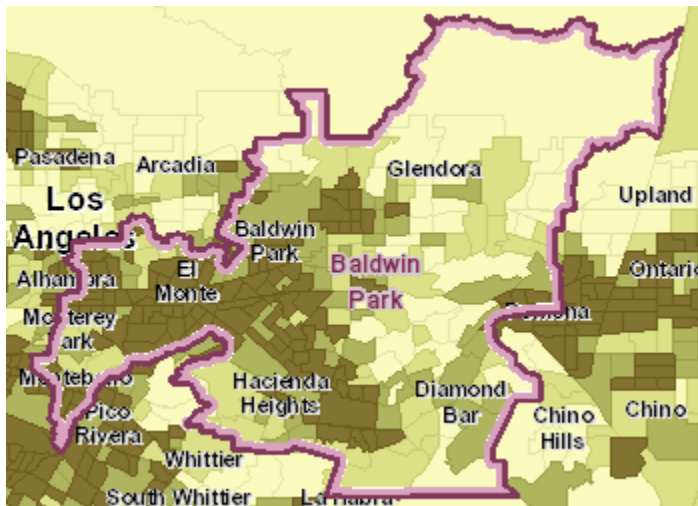 Pasadena
Arcadia
Glendora
Los
Angeles
Upland
Baldwin
Park
Baldwin
Park
Alhambra
El
Monte
Ontario
Monterey
Park
Pomona
Montebello
Hacienda
Heights
Diamond
Bar
Pico
Rivera
Chino
Hills
Chino
Whittier
South Whittier
La Habra